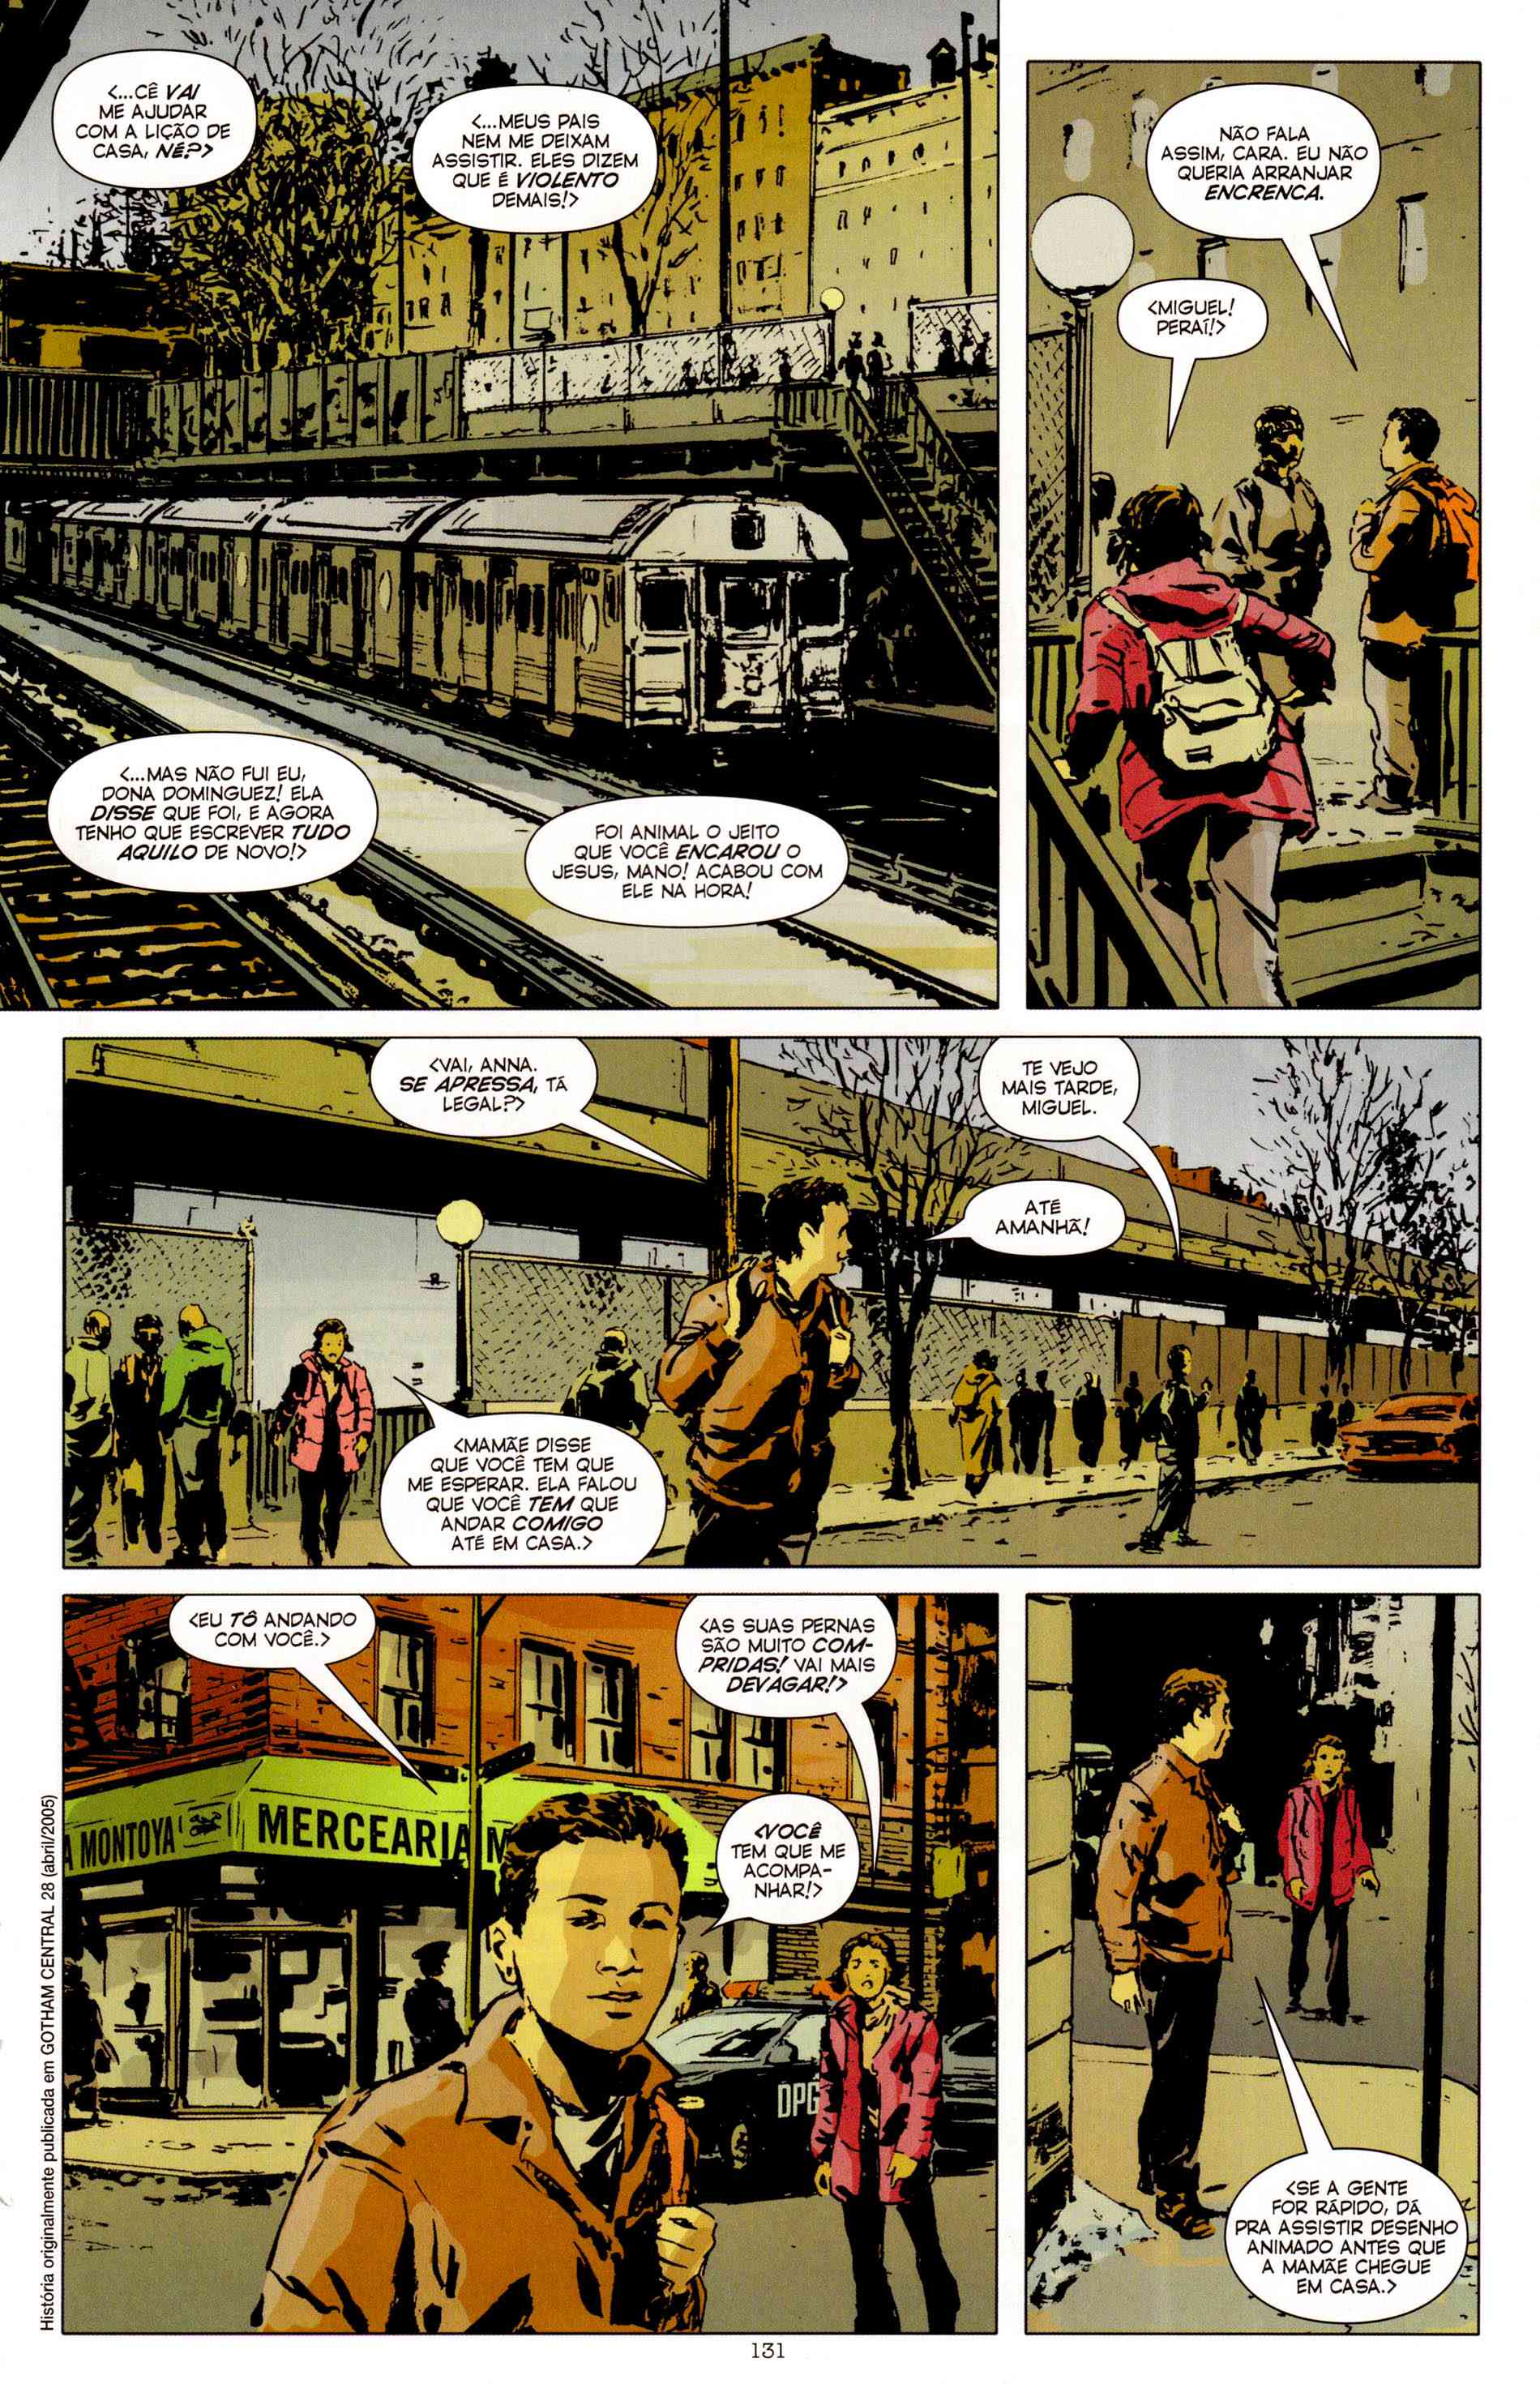 <...CÊ VAI
ME AJUDAR
COM A LIÇÃO DE
CASA, NÉ?>
<...MEUS PAIS
NEM ME DEIXAM
ASSISTIR. ELES DIZEM
QUE É VIOLENTO
DEMAIS!>
<...MAS NÃO FUI EU,
DONA DOMINGUEZ! ELA
DISSE QUE FOI, E AGORA
TENHO QUE ESCREVER TUDO
AQUILO DE NOVO!>
FOI ANIMAL O JEITO
QUE VOCÊ ENCAROU O
JESUS, MANO! ACABOU COM
ELE NA HORA!
NÃO FALA
ASSIM, CARA. EU NÃO
QUERIA ARRANJAR
ENCRENCA.
<MIGUEL!
PERAÍ!>
<VAI, ANNA.
SE APRESSA, TÁ
LEGAL?>
TE VEJO
MAIS TARDE,
MIGUEL.
ATÉ
AMANHÃ!
<MAMÃE DISSE
QUE VOCÊ TEM QUE
ME ESPERAR. ELA FALOU
QUE VOCÊ TEM QUE
ANDAR COMIGO
ATÉ EM CASA.>
<EU TÔ ANDANDO
COM VOCÊ.>
<AS SUAS PERNAS
SÃO MUITO COM-
PRIDAS! VAI MAIS
DEVAGAR!>
<VOCÊ
TEM QUE ME
ACOMPA-
NHAR!>
A MONTOYA
MERCEARIA M
DPG
<SE A GENTE
FOR RÁPIDO, DÁ
PRA ASSISTIR DESENHO
ANIMADO ANTES QUE
A MAMÃE CHEGUE
EM CASA.>
História originalmente publicada em GOTHAM CENTRAL 28 (abril/2005)
131